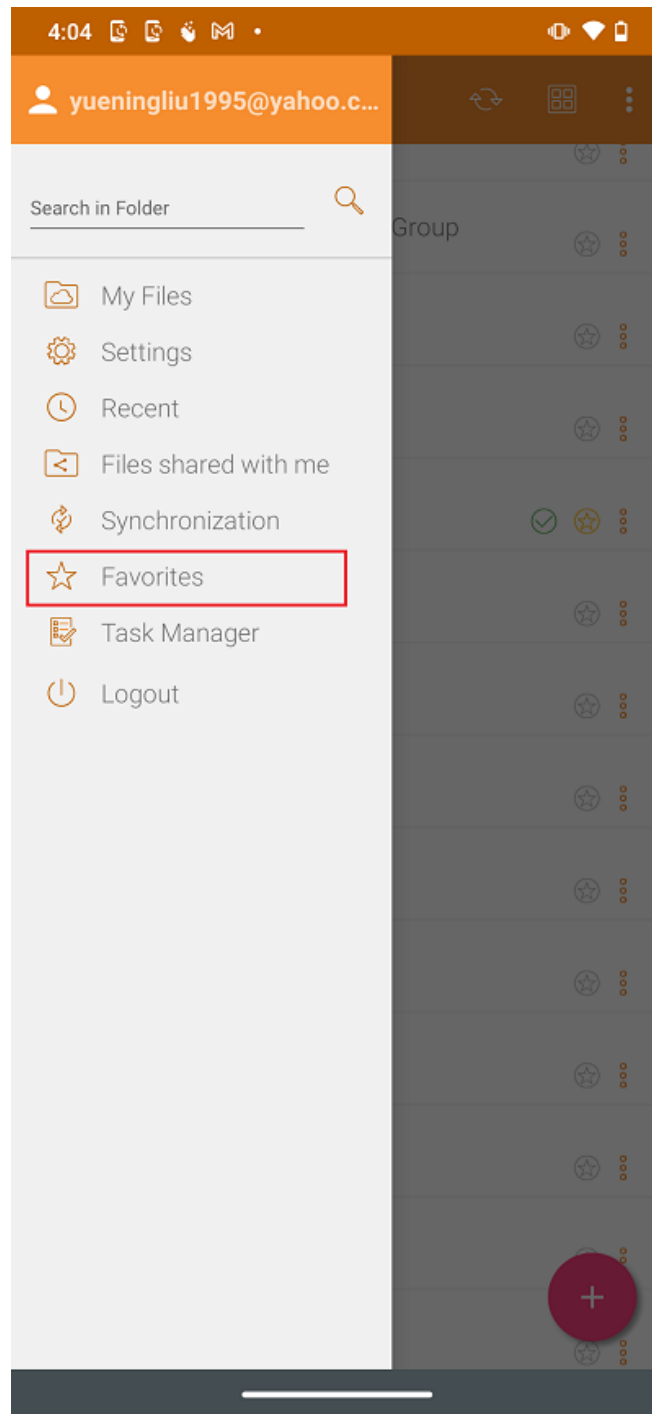 4:04
yueningliu1995@yahoo.c...
Search in Folder
Group
My Files
Settings
Recent
Files shared with me
Synchronization
Favorites
Task Manager
Logout